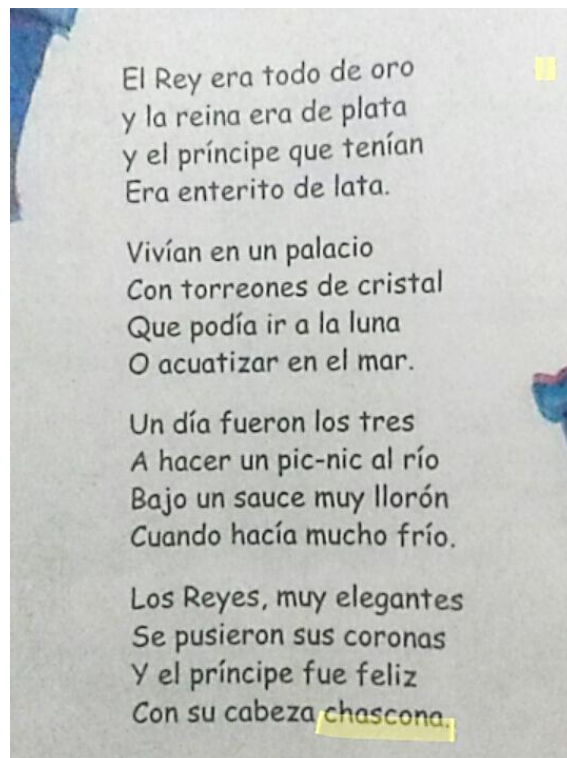 El Rey era todo de oro
y la reina era de plata
y el príncipe que tenían
Era enterito de lata.
Vivían en un palacio
Con torreones de cristal
Que podía ir a la luna
O acuatizar en el mar.
Un día fueron los tres
A hacer un pic-nic al río
Bajo un sauce muy llorón
Cuando hacía mucho frío.
Los Reyes, muy elegantes
Se pusieron sus coronas
Y el príncipe fue feliz
Con su cabeza chascona.